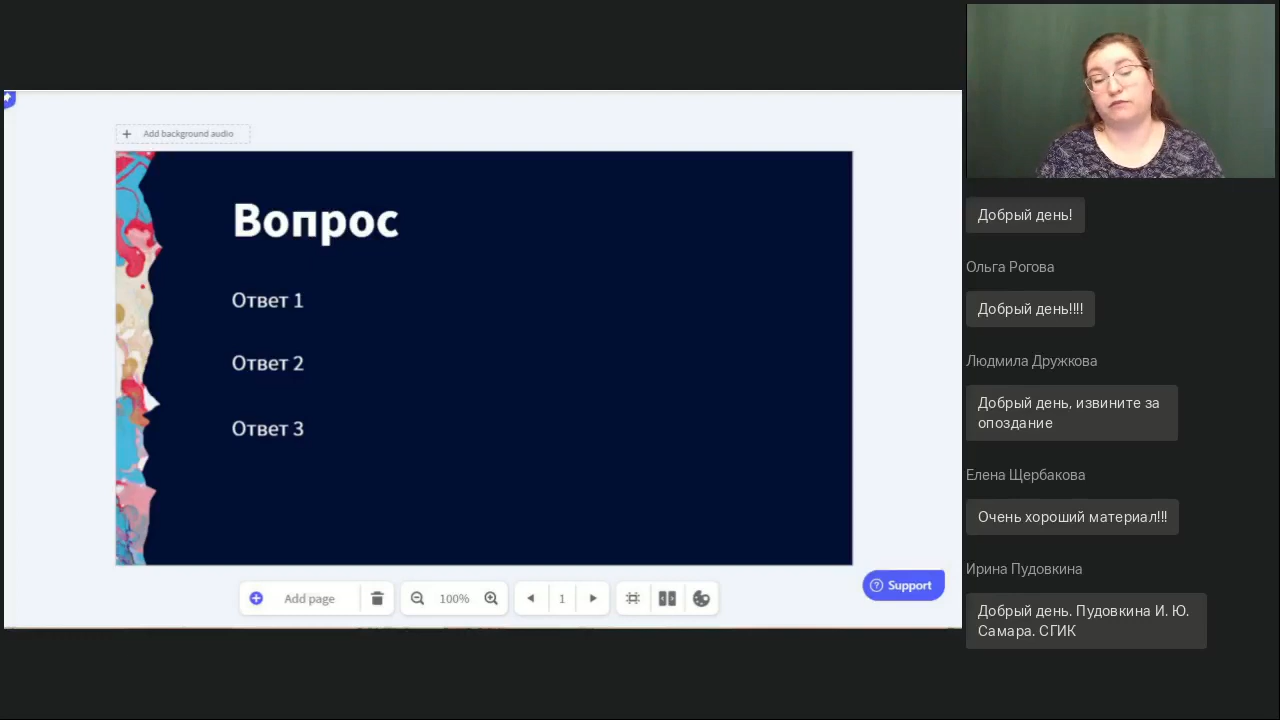 Add background audio
Вопрос
Ответ 1
Ответ 2
Ответ 3
Add page
100%
1
Support
Добрый день!
Ольга Рогова
Добрый день!!!!
Людмила Дружкова
Добрый день, извините за
опоздание
Елена Щербакова
Очень хороший материал!!!
Ирина Пудовкина
Добрый день. Пудовкина И. Ю.
Самара. СГИК